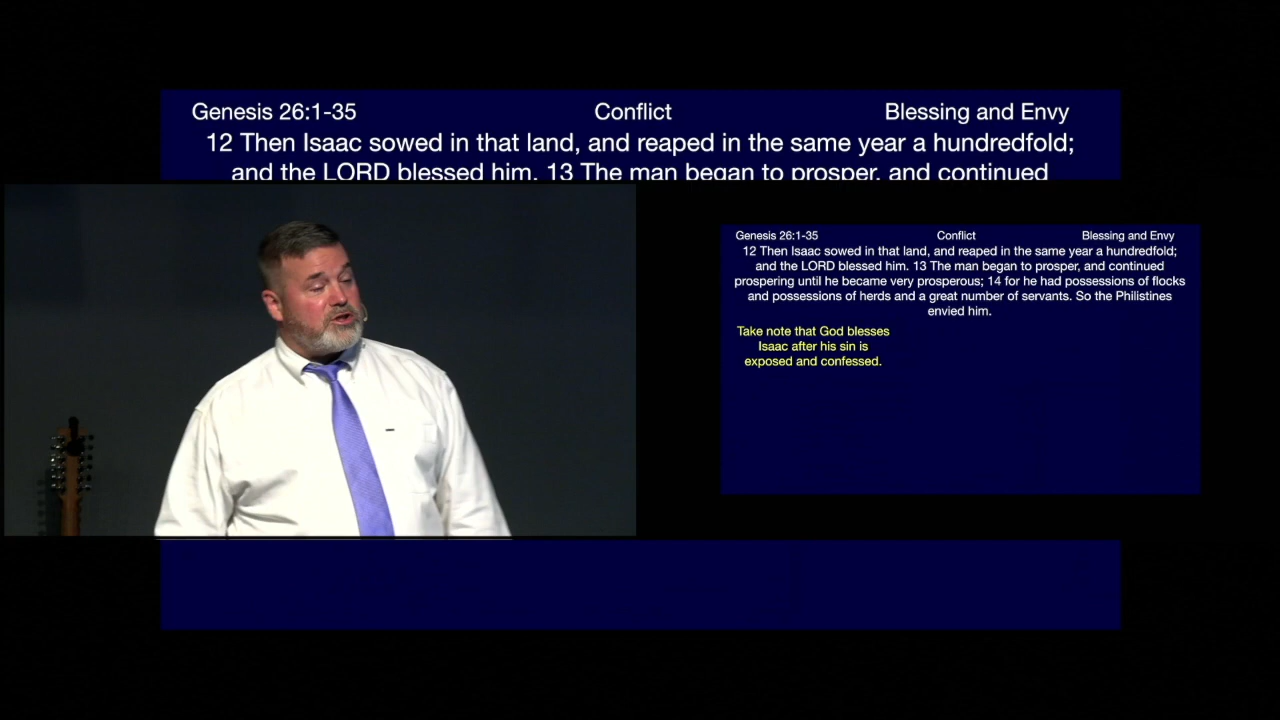 Genesis 26:1-35 Conflict Blessing and Envy
12 Then Isaac sowed in that land, and reaped in the same year a hundredfold;
and the LORD blessed him. 13 The man began to prosper, and continued
Genesis 26:1-35 Conflict Blessing and Envy
12 Then Isaac sowed in that land, and reaped in the same year a hundredfold;
and the LORD blessed him. 13 The man began to prosper, and continued
prospering until he became very prosperous; 14 for he had possessions of flocks
and possessions of herds and a great number of servants. So the Philistines
envied him.
Take note that God blesses
Isaac after his sin is
exposed and confessed.